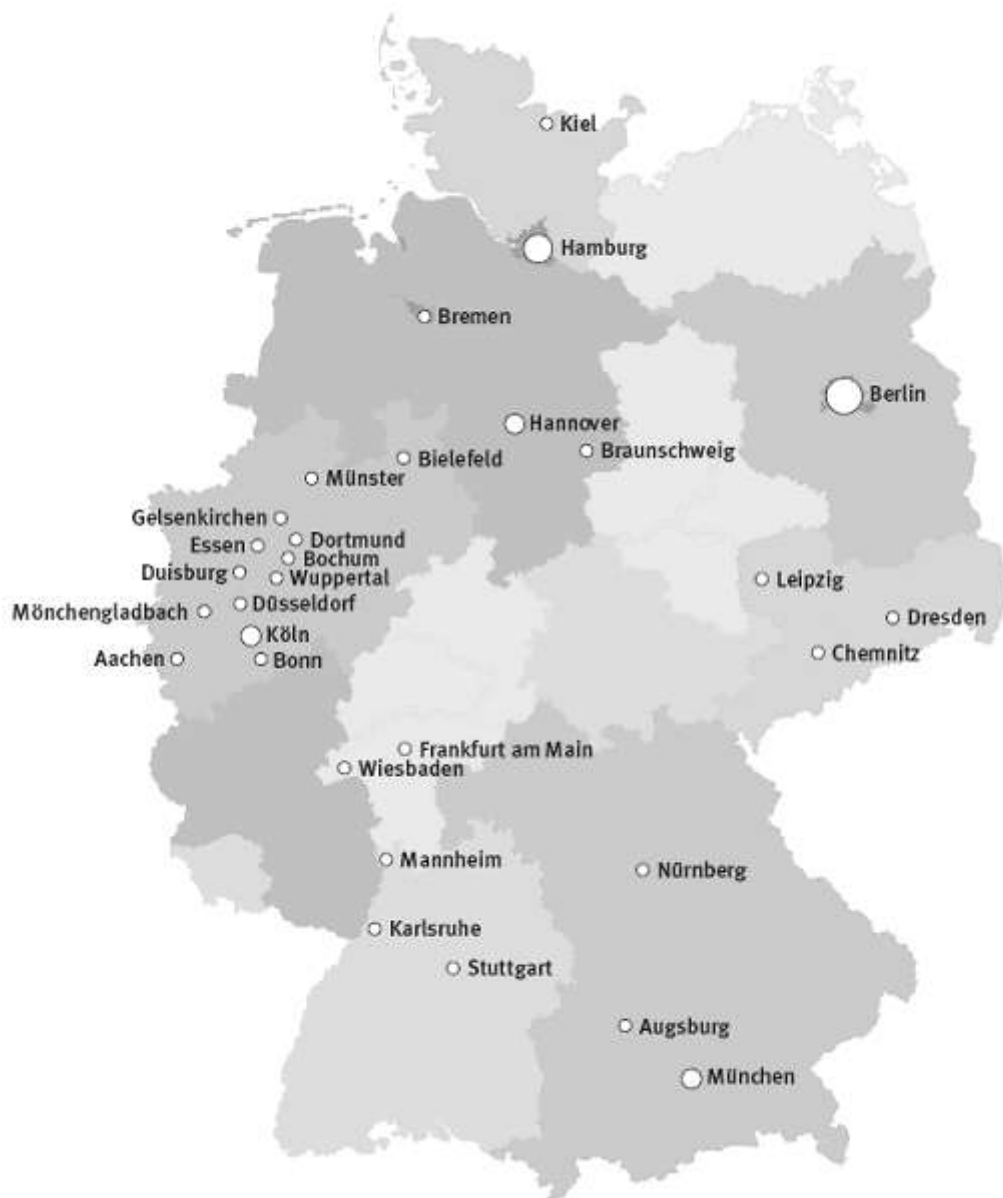 Kiel
Hamburg
Bremen
Berlin
Hannover
Braunschweig
Bielefeld
Münster
Gelsenkirchen
Dortmund
Essen
Bochum
Duisburg
Wuppertal
Leipzig
Düsseldorf
Mönchengladbach
Dresden
Köln
Chemnitz
Aachen
Bonn
Frankfurt am Main
Wiesbaden
Mannheim
Nürnberg
Karlsruhe
Stuttgart
Augsburg
München